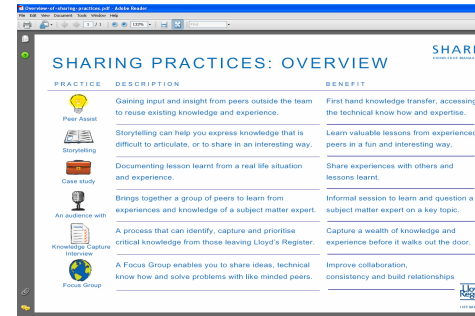 Overview-of-sharing-practices.pdf - Adobe Reader
File Edit View Document Tools Window Help
1 / 1
133%
Find
SHARI
SHARING PRACTICES: OVERVIEW
PRACTICE DESCRIPTION BENEFIT
Peer Assist
Gaining input and insight from peers outside the team
to reuse existing knowledge and experience.
First hand knowledge transfer, accessing
the technical know how and expertise.
Storytelling
Storytelling can help you express knowledge that is
difficult to articulate, or to share in an interesting way.
Learn valuable lessons from experienced
peers in a fun and interesting way.
Case study
Documenting lesson learnt from a real life situation
and experience.
Share experiences with others and
lessons learnt.
An audience with
Brings together a group of peers to learn from
experiences and knowledge of a subject matter expert.
Informal session to learn and question a
subject matter expert on a key topic.
Knowledge Capture
Interview
A process that can identify, capture and prioritise
critical knowledge from those leaving Lloyd's Register.
Capture a wealth of knowledge and
experience before it walks out the door.
Focus Group
A Focus Group enables you to share ideas, technical
know how and solve problems with like minded peers.
Improve collaboration,
consistency and build relationships